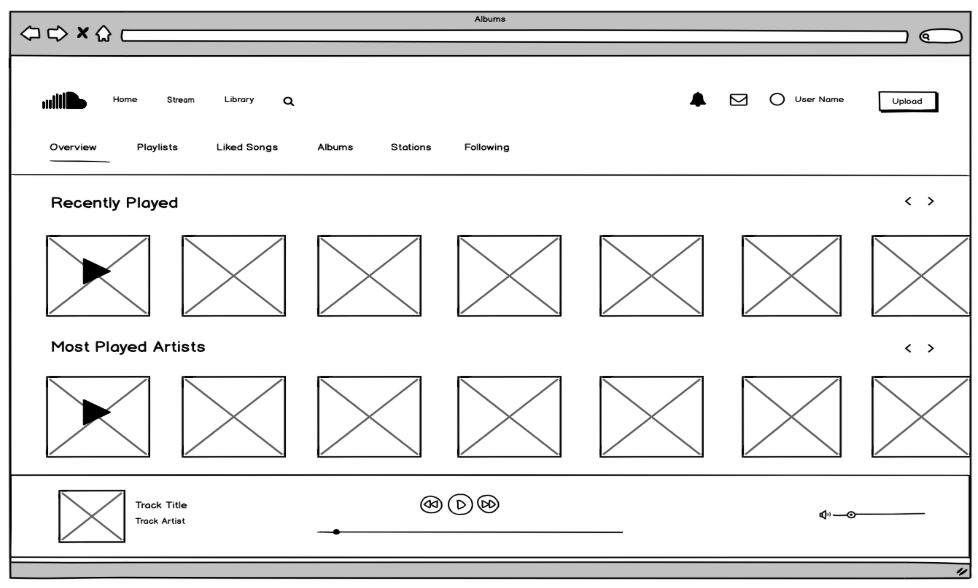 Albums
Home Stream Library
User Name Upload
Overview Playlists Liked Songs Albums Stations Following
Recently Played
Most Played Artists
Track Title
Track Artist